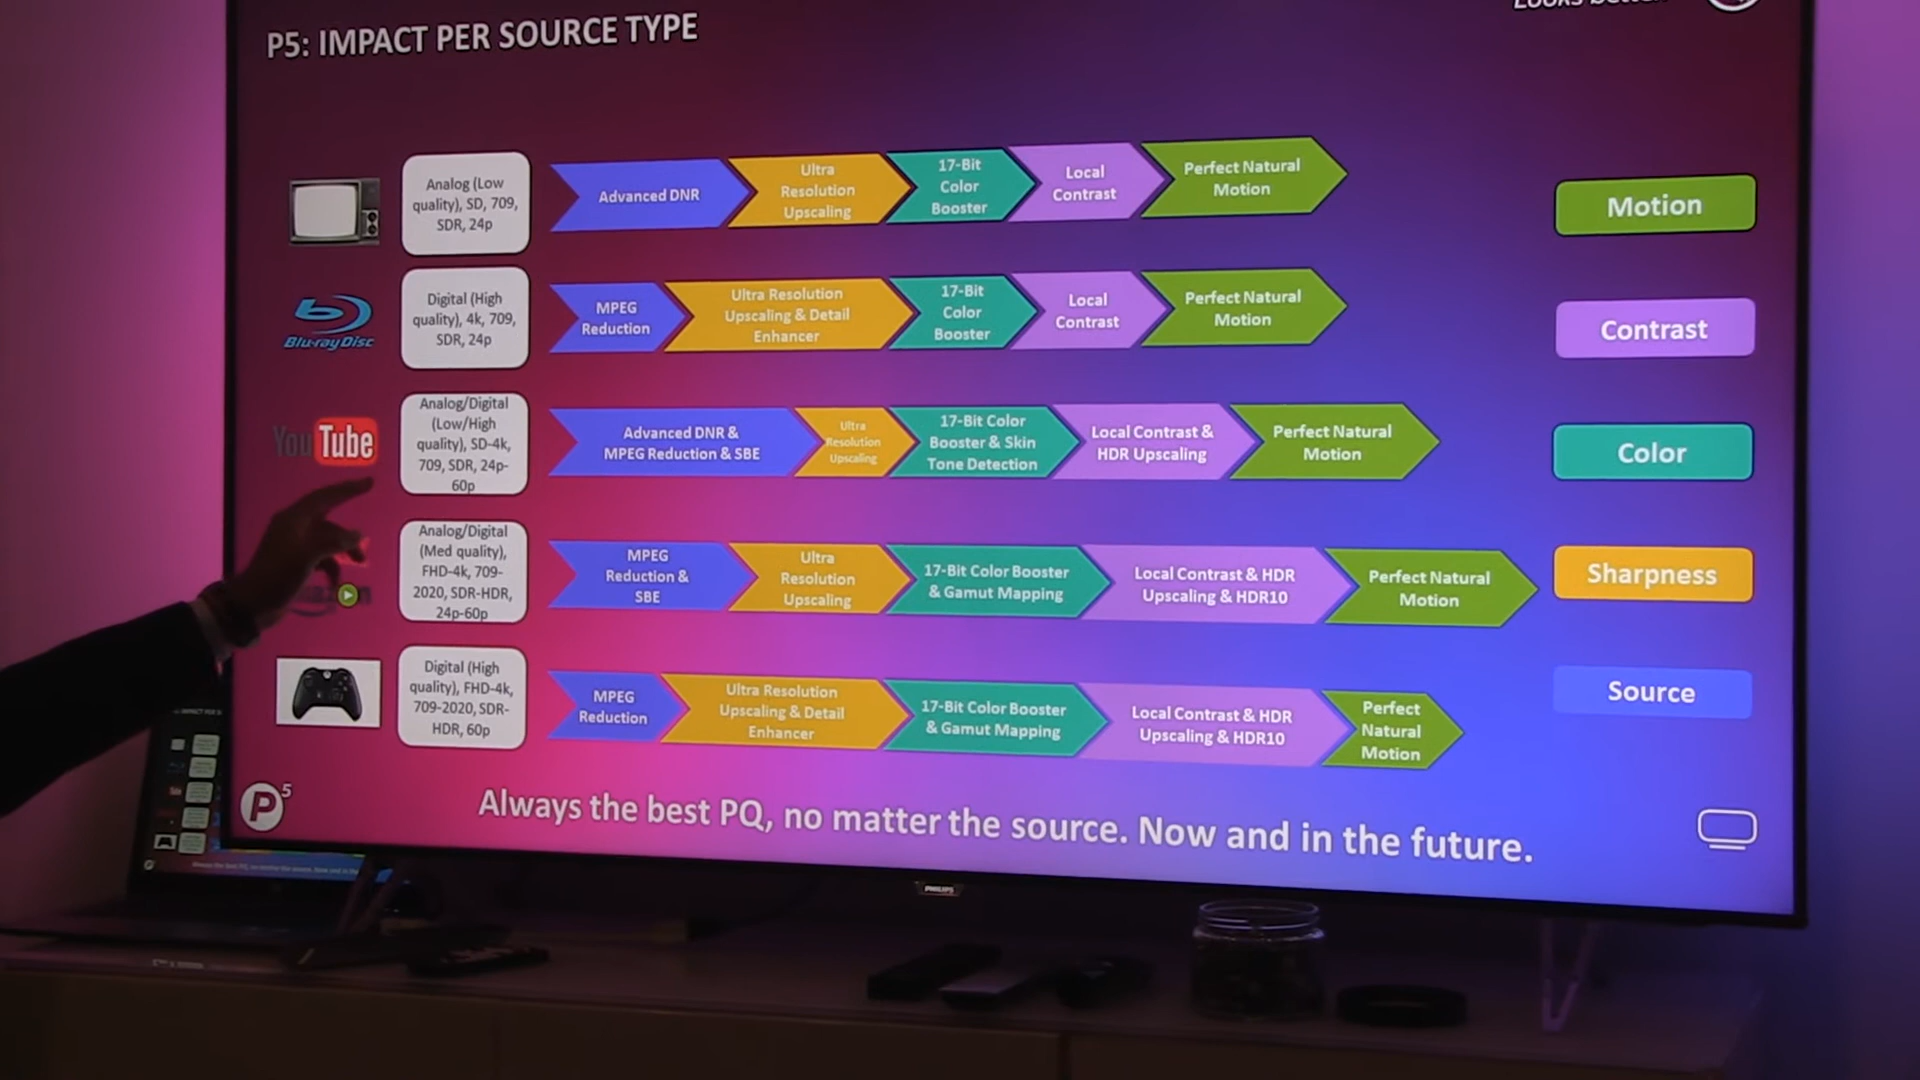 Looks better
P5: IMPACT PER SOURCE TYPE
Analog (Low
quality), SD, 709,
SDR, 24p
Advanced DNR
Ultra
Resolution
Upscaling
17-Bit
Color
Booster
Local
Contrast
Perfect Natural
Motion
Blu-ray Disc
Digital (High
quality), 4k, 709,
SDR, 24p
MPEG
Reduction
Ultra Resolution
Upscaling & Detail
Enhancer
17-Bit
Color
Booster
Local
Contrast
Perfect Natural
Motion
YouTube
Analog/Digital
(Low/High
quality), SD-4k,
709, SDR, 24p-
60p
Advanced DNR &
MPEG Reduction & SBE
Ultra
Resolution
Upscaling
17-Bit Color
Booster & Skin
Tone Detection
Local Contrast &
HDR Upscaling
Perfect Natural
Motion
Analog/Digital
(Med quality),
FHD-4k, 709-
2020, SDR-HDR,
24p-60p
MPEG
Reduction &
SBE
Ultra
Resolution
Upscaling
17-Bit Color Booster
& Gamut Mapping
Local Contrast & HDR
Upscaling & HDR10
Perfect Natural
Motion
Digital (High
quality), FHD-4k,
709-2020, SDR-
HDR, 60p
MPEG
Reduction
Ultra Resolution
Upscaling & Detail
Enhancer
17-Bit Color Booster
& Gamut Mapping
Local Contrast & HDR
Upscaling & HDR10
Perfect
Natural
Motion
Motion
Contrast
Color
Sharpness
Source
P5
Always the best PQ, no matter the source. Now and in the future.
PHILIPS